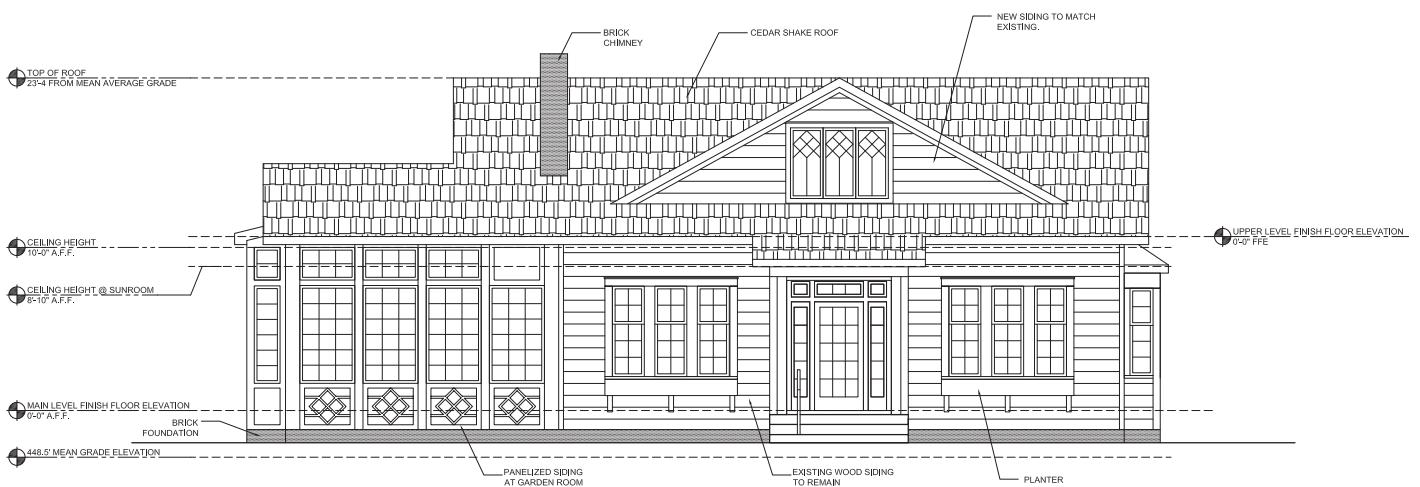 NEW SIDING TO MATCH
EXISTING.
BRICK
CHIMNEY
CEDAR SHAKE ROOF
TOP OF ROOF
23'-4 FROM MEAN AVERAGE GRADE
UPPER LEVEL FINISH FLOOR ELEVATION
0'-0" FFE
CEILING HEIGHT
10'-0" A.F.F.
CEILING HEIGHT @ SUNROOM
8'-10" A.F.F.
MAIN LEVEL FINISH FLOOR ELEVATION
0'-0" A.F.F.
BRICK
FOUNDATION
448.5' MEAN GRADE ELEVATION
PANELIZED SIDING
AT GARDEN ROOM
EXISTING WOOD SIDING
TO REMAIN
PLANTER